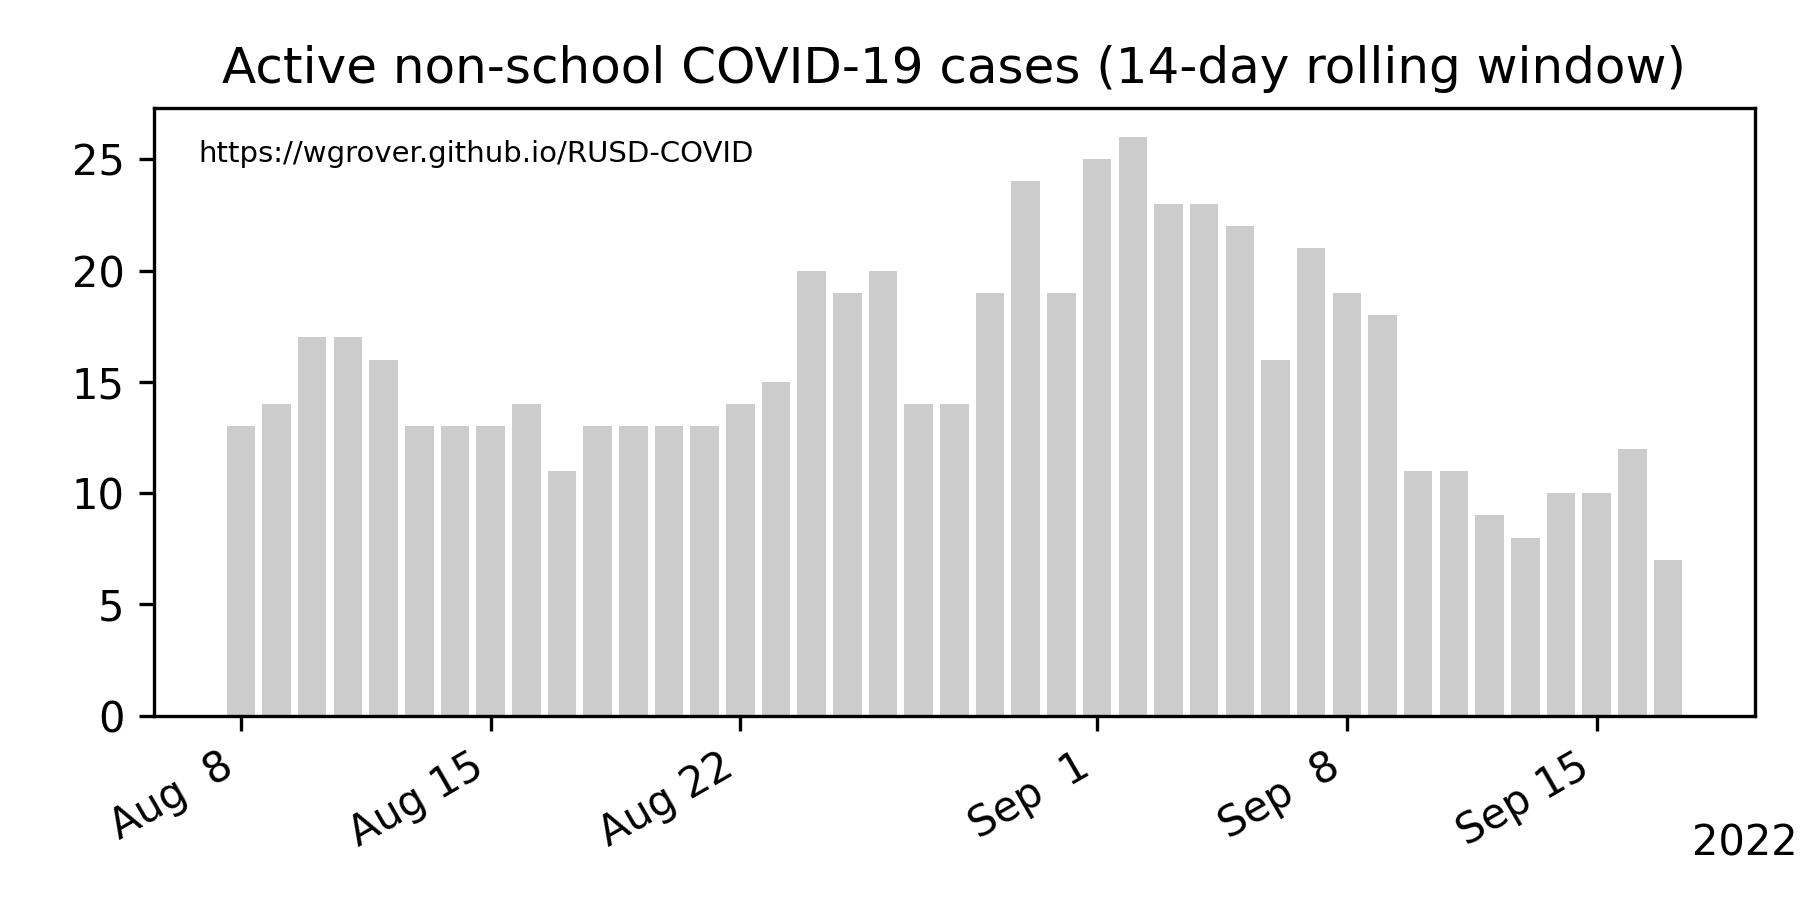 Active non-school COVID-19 cases (14-day rolling window)
https://wgrover.github.io/RUSD-COVID
25
20
15
10
5
0
Aug 8
Aug 15
Aug 22
Sep 1
Sep 8
Sep 15
2022